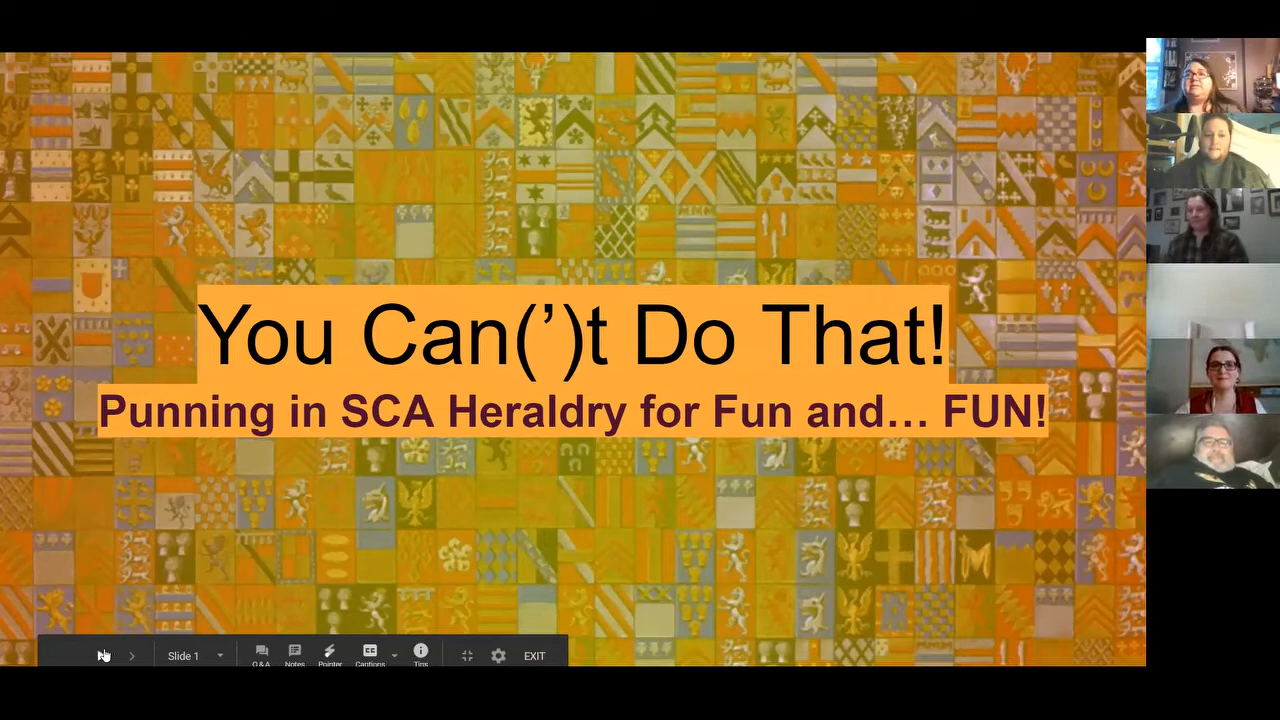 You Can(’)t Do That!
Punning in SCA Heraldry for Fun and… FUN!
Slide 1
Q & A
Notes
Pointer
Captions
Tips
EXIT